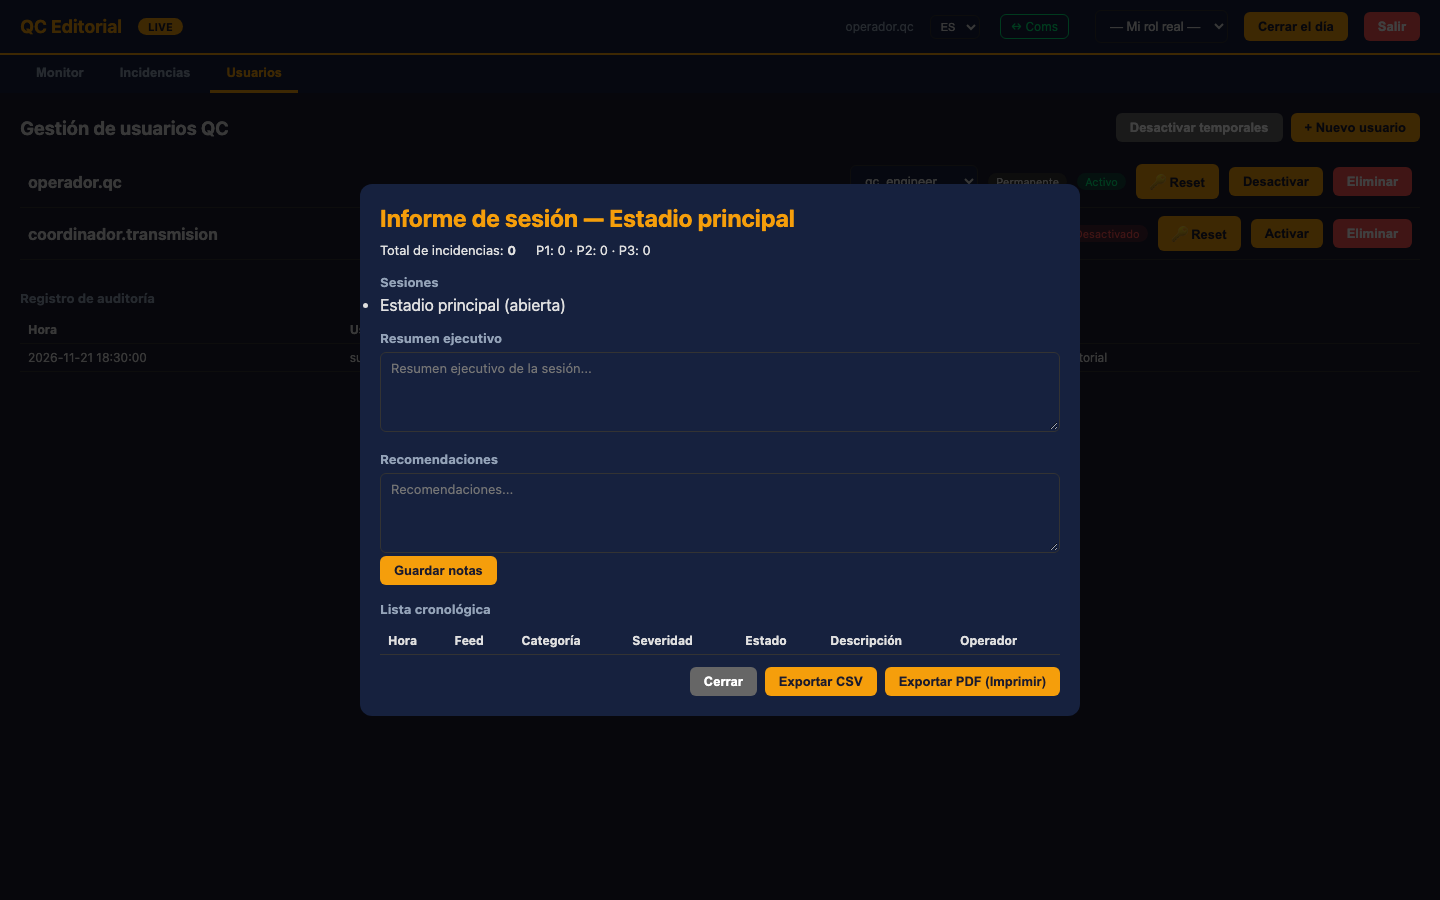 QC Editorial LIVE operador.qc ES Coms — Mi rol real — Cerrar el día Salir
Monitor Incidencias Usuarios
Gestión de usuarios QC Desactivar temporales + Nuevo usuario
operador.qc qc_engineer Permanente Activo Reset Desactivar Eliminar
coordinador.transmision Desactivado Reset Activar Eliminar
Registro de auditoría
Hora
2026-11-21 18:30:00
Informe de sesión — Estadio principal
Total de incidencias: 0 P1: 0 · P2: 0 · P3: 0
Sesiones
• Estadio principal (abierta)
Resumen ejecutivo
Resumen ejecutivo de la sesión...
Recomendaciones
Recomendaciones...
Guardar notas
Lista cronológica
Hora Feed Categoría Severidad Estado Descripción Operador
Cerrar Exportar CSV Exportar PDF (Imprimir)